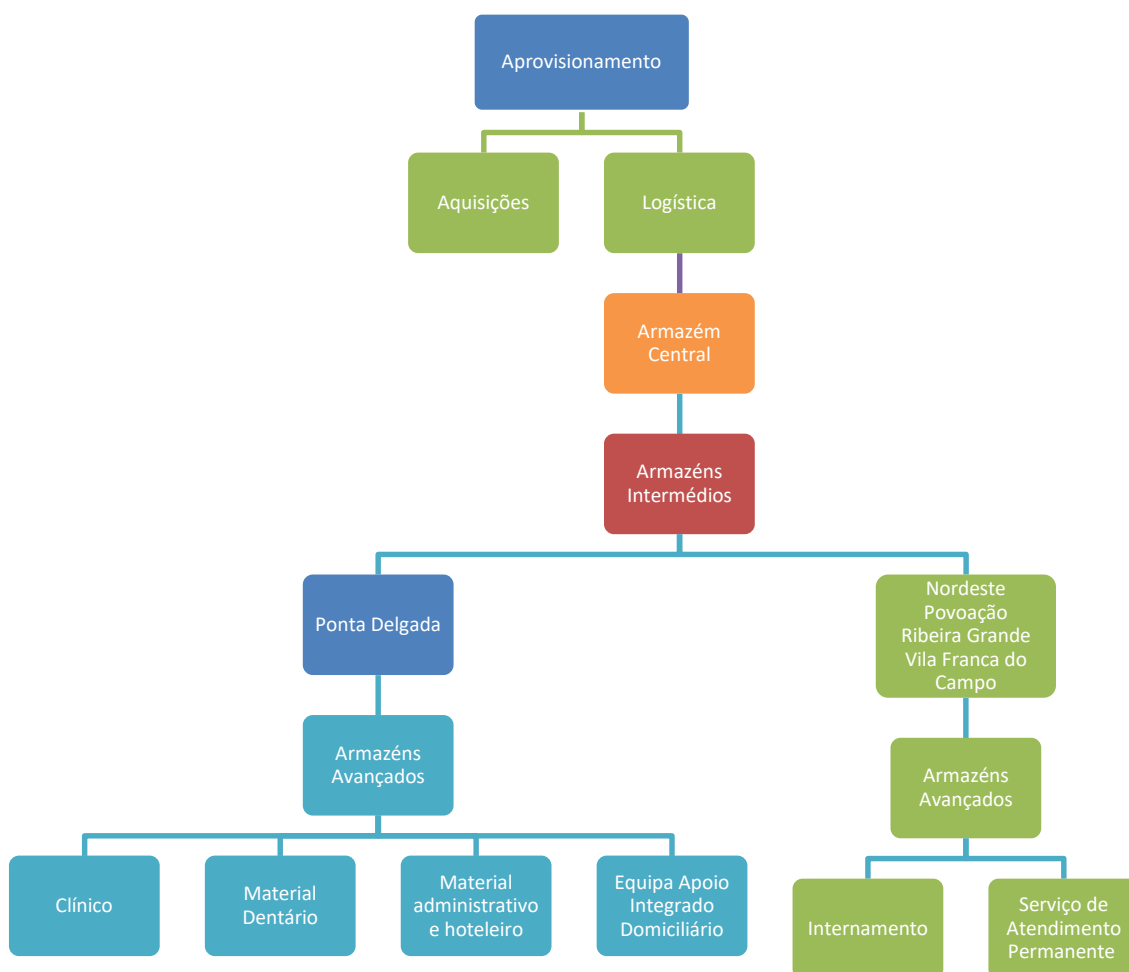 Aprovisionamento
Aquisições
Logística
Armazém
Central
Armazéns
Intermédios
Ponta Delgada
Nordeste
Povoação
Ribeira Grande
Vila Franca do
Campo
Armazéns
Avançados
Armazéns
Avançados
Clínico
Material
Dentário
Material
administrativo
e hoteleiro
Equipa Apoio
Integrado
Domiciliário
Internamento
Serviço de
Atendimento
Permanente